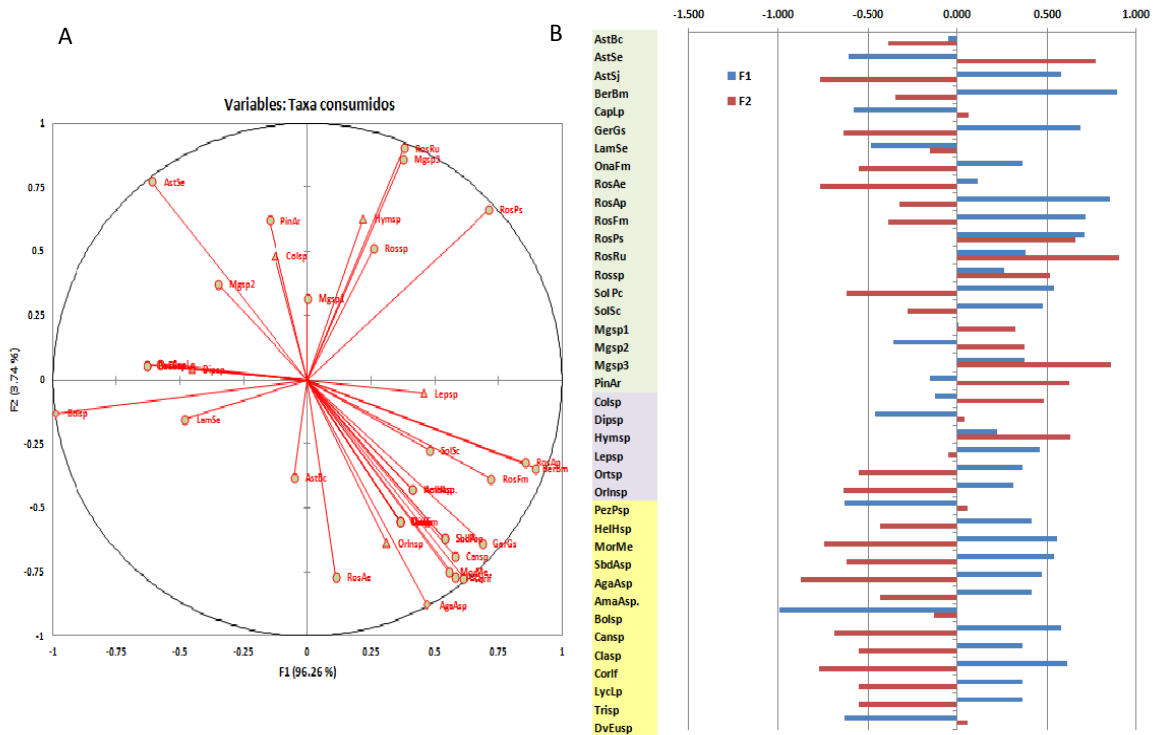 A
B
Variables: Taxa consumidos
1
0.75
0.5
0.25
0
-0.25
-0.5
-0.75
-1
F2 (3.74 %)
-1
-0.75
-0.5
-0.25
0
0.25
0.5
0.75
1
F1 (96.26 %)
RosRu
Mgsp3
AstSe
RosPs
PinAr
Hymsp
Colsp
Rossp
Mgsp2
Mgsp1
Dipsp
Lepsp
Bolsp
LamSe
SolSc
RosAp
BerBm
RosFm
AstBc
OrInsp
GerGs
Cansp
MorMe
RosAe
AgaAsp
-1.500
-1.000
-0.500
0.000
0.500
1.000
F1
F2
AstBc
AstSe
AstSj
BerBm
CapLp
GerGs
LamSe
OnaFm
RosAe
RosAp
RosFm
RosPs
RosRu
Rossp
Sol Pc
SolSc
Mgsp1
Mgsp2
Mgsp3
PinAr
Colsp
Dipsp
Hymsp
Lepsp
Ortsp
OrInsp
PezPsp
HelHsp
MorMe
SbdAsp
AgaAsp
AmaAsp.
Bolsp
Cansp
Clasp
CorIf
LycLp
Trisp
DvEusp